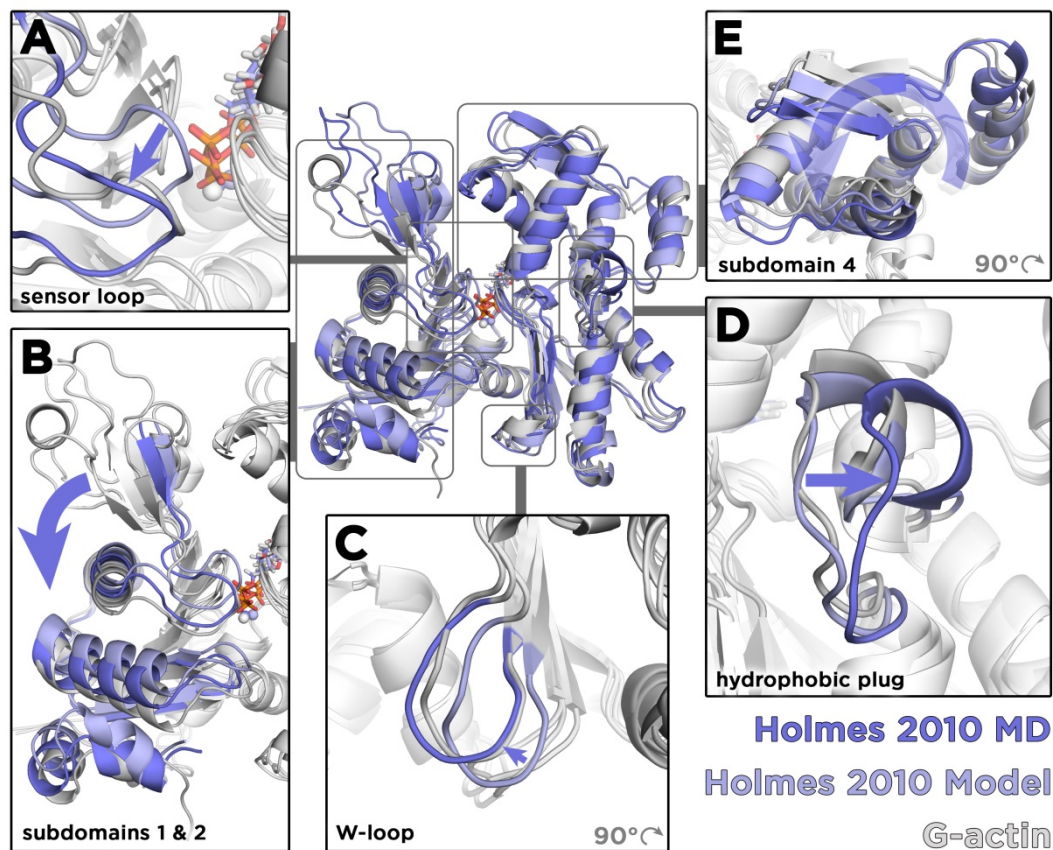 A
sensor loop
B
subdomains 1 & 2
C
W-loop
90°
E
subdomain 4
90°
D
hydrophobic plug
Holmes 2010 MD
Holmes 2010 Model
G-actin